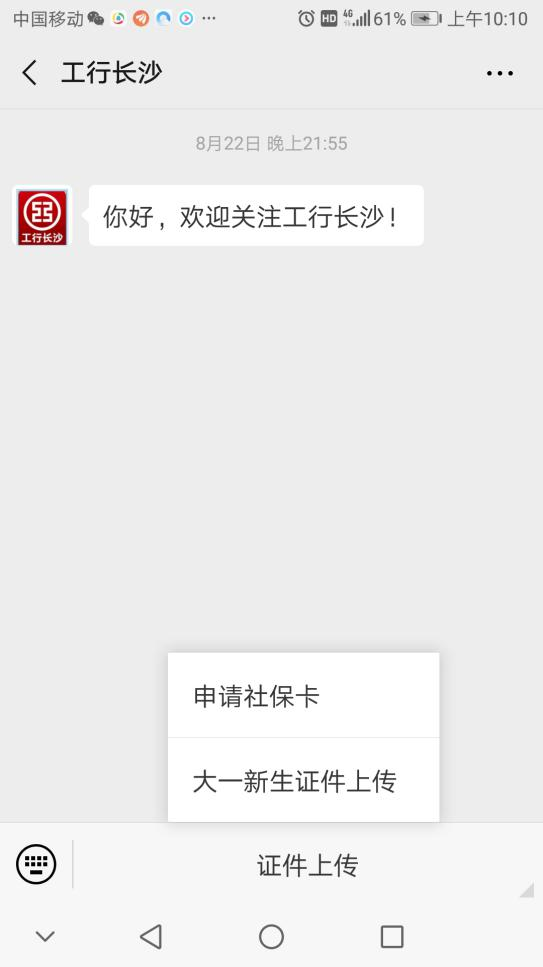 中国移动 HD 4G 61% 上午10:10
工行长沙
8月22日 晚上21:55
工行长沙
你好，欢迎关注工行长沙！
申请社保卡
大一新生证件上传
证件上传